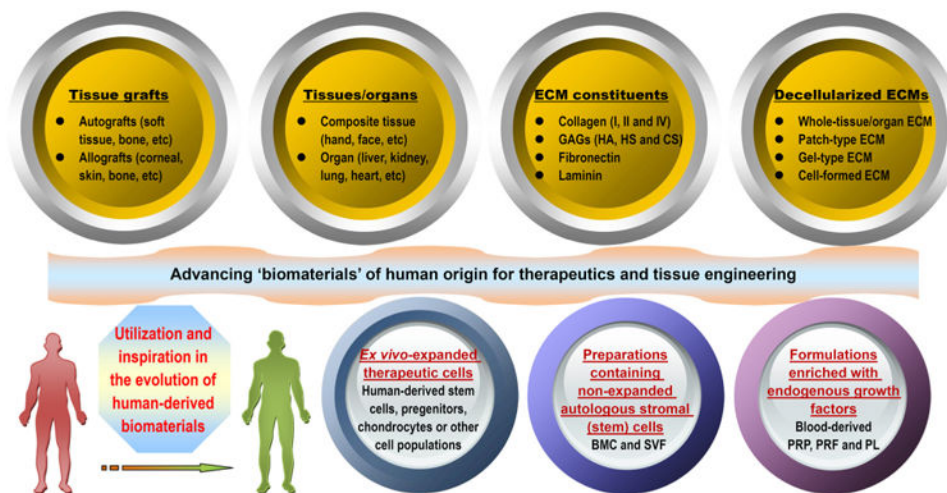 Tissue grafts
● Autografts (soft
tissue, bone, etc)
● Allografts (corneal,
skin, bone, etc)
Tissues/organs
● Composite tissue
(hand, face, etc)
● Organ (liver, kidney,
lung, heart, etc)
ECM constituents
● Collagen (I, II and IV)
● GAGs (HA, HS and CS)
● Fibronectin
● Laminin
Decellularized ECMs
● Whole-tissue/organ ECM
● Patch-type ECM
● Gel-type ECM
● Cell-formed ECM
Advancing ‘biomaterials’ of human origin for therapeutics and tissue engineering
Utilization and
inspiration in
the evolution of
human-derived
biomaterials
Ex vivo-expanded
therapeutic cells
Human-derived stem
cells, progenitors,
chondrocytes or other
cell populations
Preparations
containing
non-expanded
autologous stromal
(stem) cells
BMC and SVF
Formulations
enriched with
endogenous growth
factors
Blood-derived
PRP, PRF and PL